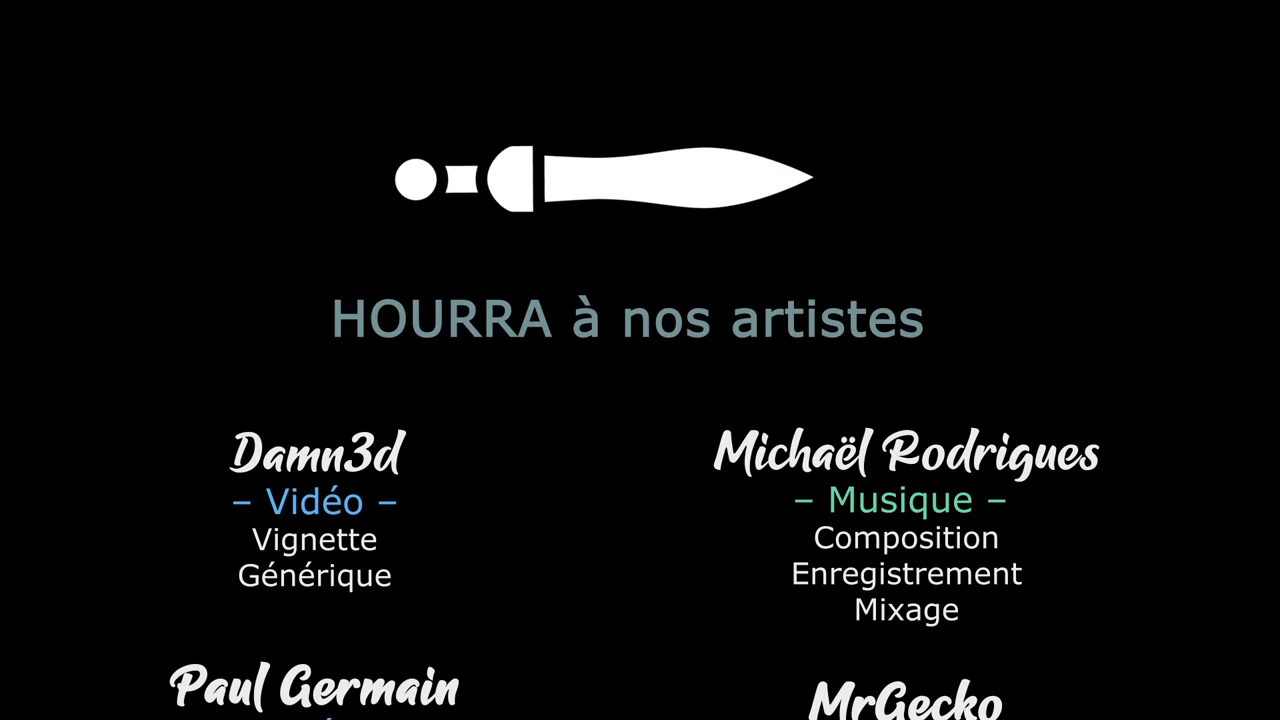 HOURRA à nos artistes
Damn3d
– Vidéo –
Vignette
Générique
Michaël Rodrigues
– Musique –
Composition
Enregistrement
Mixage
Paul Germain
MrGecko